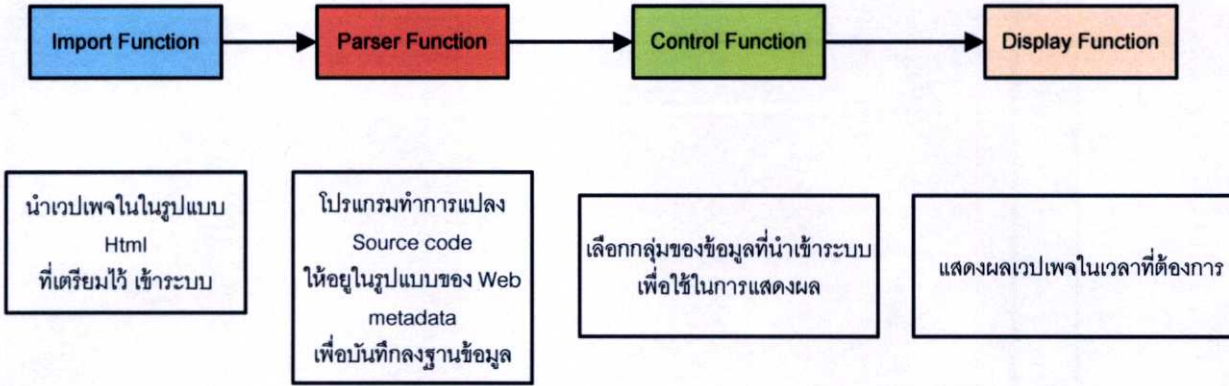 Import Function
Parser Function
Control Function
Display Function
นำเวปเพจในในรูปแบบ
Html
ที่เตรียมไว้ เข้าระบบ
โปรแกรมทำการแปลง
Source code
ให้อยู่ในรูปแบบของ Web
metadata
เพื่อบันทึกลงฐานข้อมูล
เลือกกลุ่มของข้อมูลที่นำเข้าระบบ
เพื่อใช้ในการแสดงผล
แสดงผลเวปเพจในเวลาที่ต้องการ